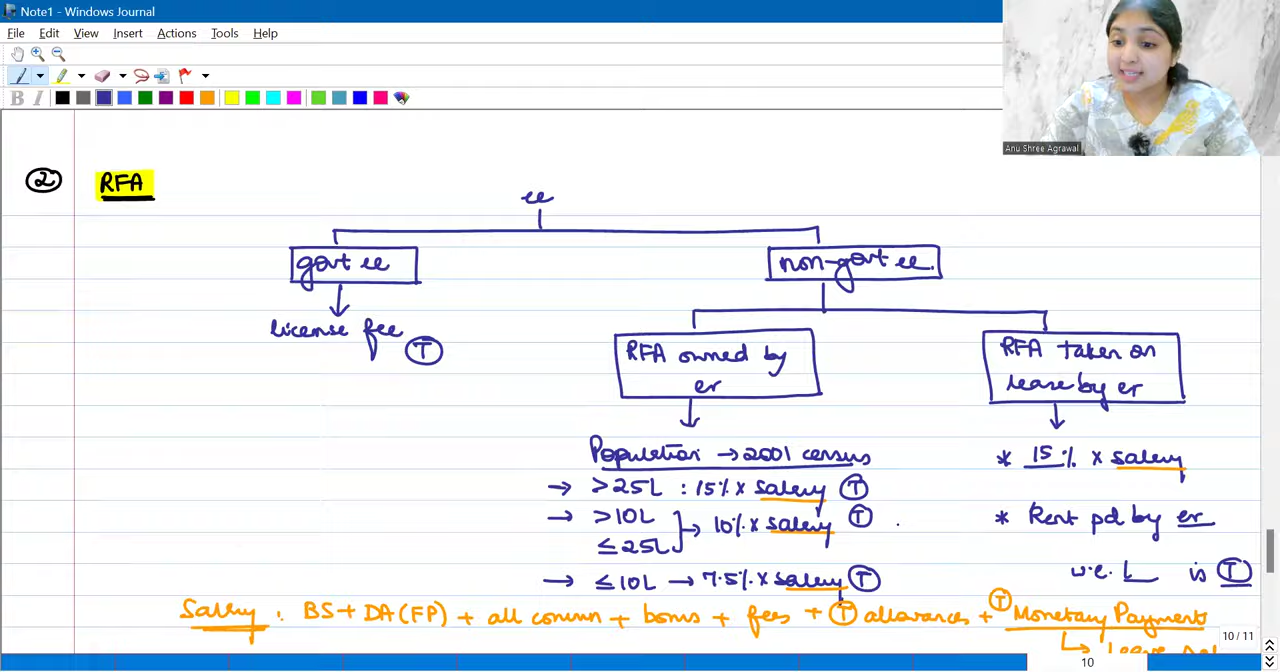 Note1 - Windows Journal
File Edit View Insert Actions Tools Help
B I
Anu Shree Agrawal
② RFA
ee
govt ee
non-govt ee.
license fee
Ⓣ
RFA owned by
er
RFA taken on
lease by er
Population → 2001 census
→ >25L : 15% x salary Ⓣ
→ >10L
≤25L → 10% x salary Ⓣ
→ ≤10L → 7.5% x salary Ⓣ
* 15% x salary
* Rent pd by er
w.e. L is Ⓣ
Salary : BS + DA (FP) + all comm + bonus + fees + Ⓣ allowances + Ⓣ Monetary Payments
10 / 11
10